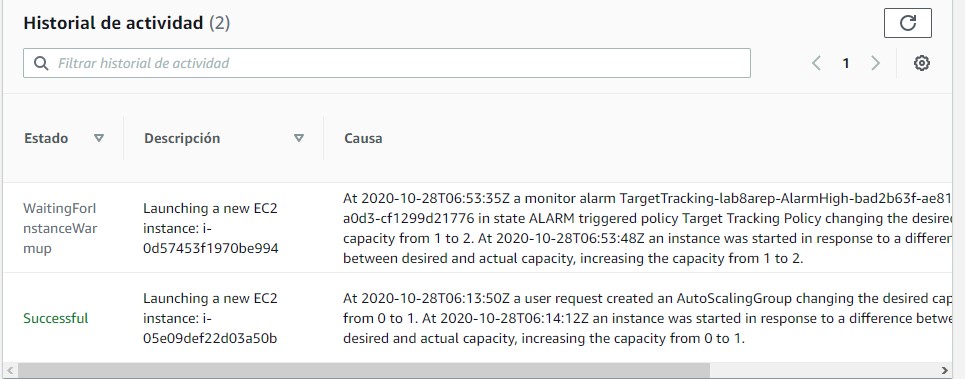 Historial de actividad (2)
Filtrar historial de actividad
1
Estado
Descripción
Causa
WaitingForI
nstanceWar
mup
Launching a new EC2
instance: i-
0d57453f1970be994
At 2020-10-28T06:53:35Z a monitor alarm TargetTracking-lab8arep-AlarmHigh-bad2b63f-ae81
a0d3-cf1299d21776 in state ALARM triggered policy Target Tracking Policy changing the desire
capacity from 1 to 2. At 2020-10-28T06:53:48Z an instance was started in response to a differen
between desired and actual capacity, increasing the capacity from 1 to 2.
Successful
Launching a new EC2
instance: i-
05e09def22d03a50b
At 2020-10-28T06:13:50Z a user request created an AutoScalingGroup changing the desired cap
from 0 to 1. At 2020-10-28T06:14:12Z an instance was started in response to a difference betwe
desired and actual capacity, increasing the capacity from 0 to 1.